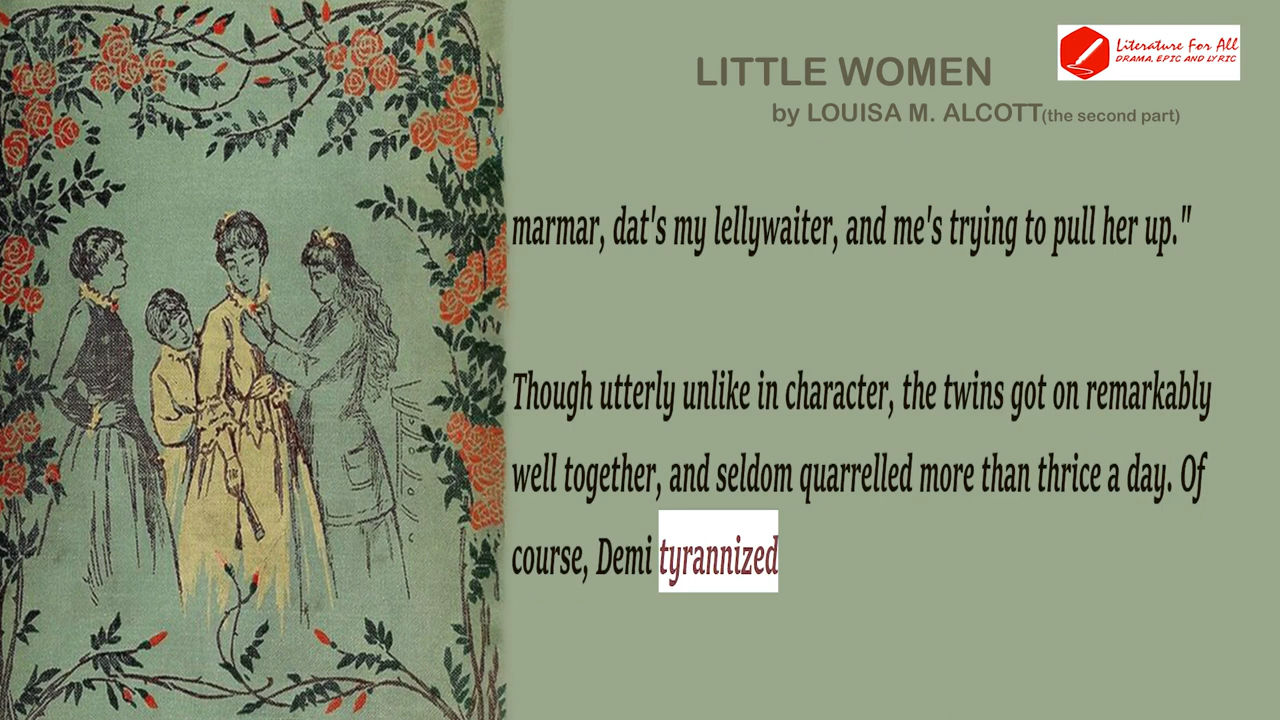 LITTLE WOMEN
by LOUISA M. ALCOTT(the second part)
Literature For All
DRAMA, EPIC AND LYRIC
marmar, dat's my lellywaiter, and me's trying to pull her up."
Though utterly unlike in character, the twins got on remarkably
well together, and seldom quarrelled more than thrice a day. Of
course, Demi tyrannized